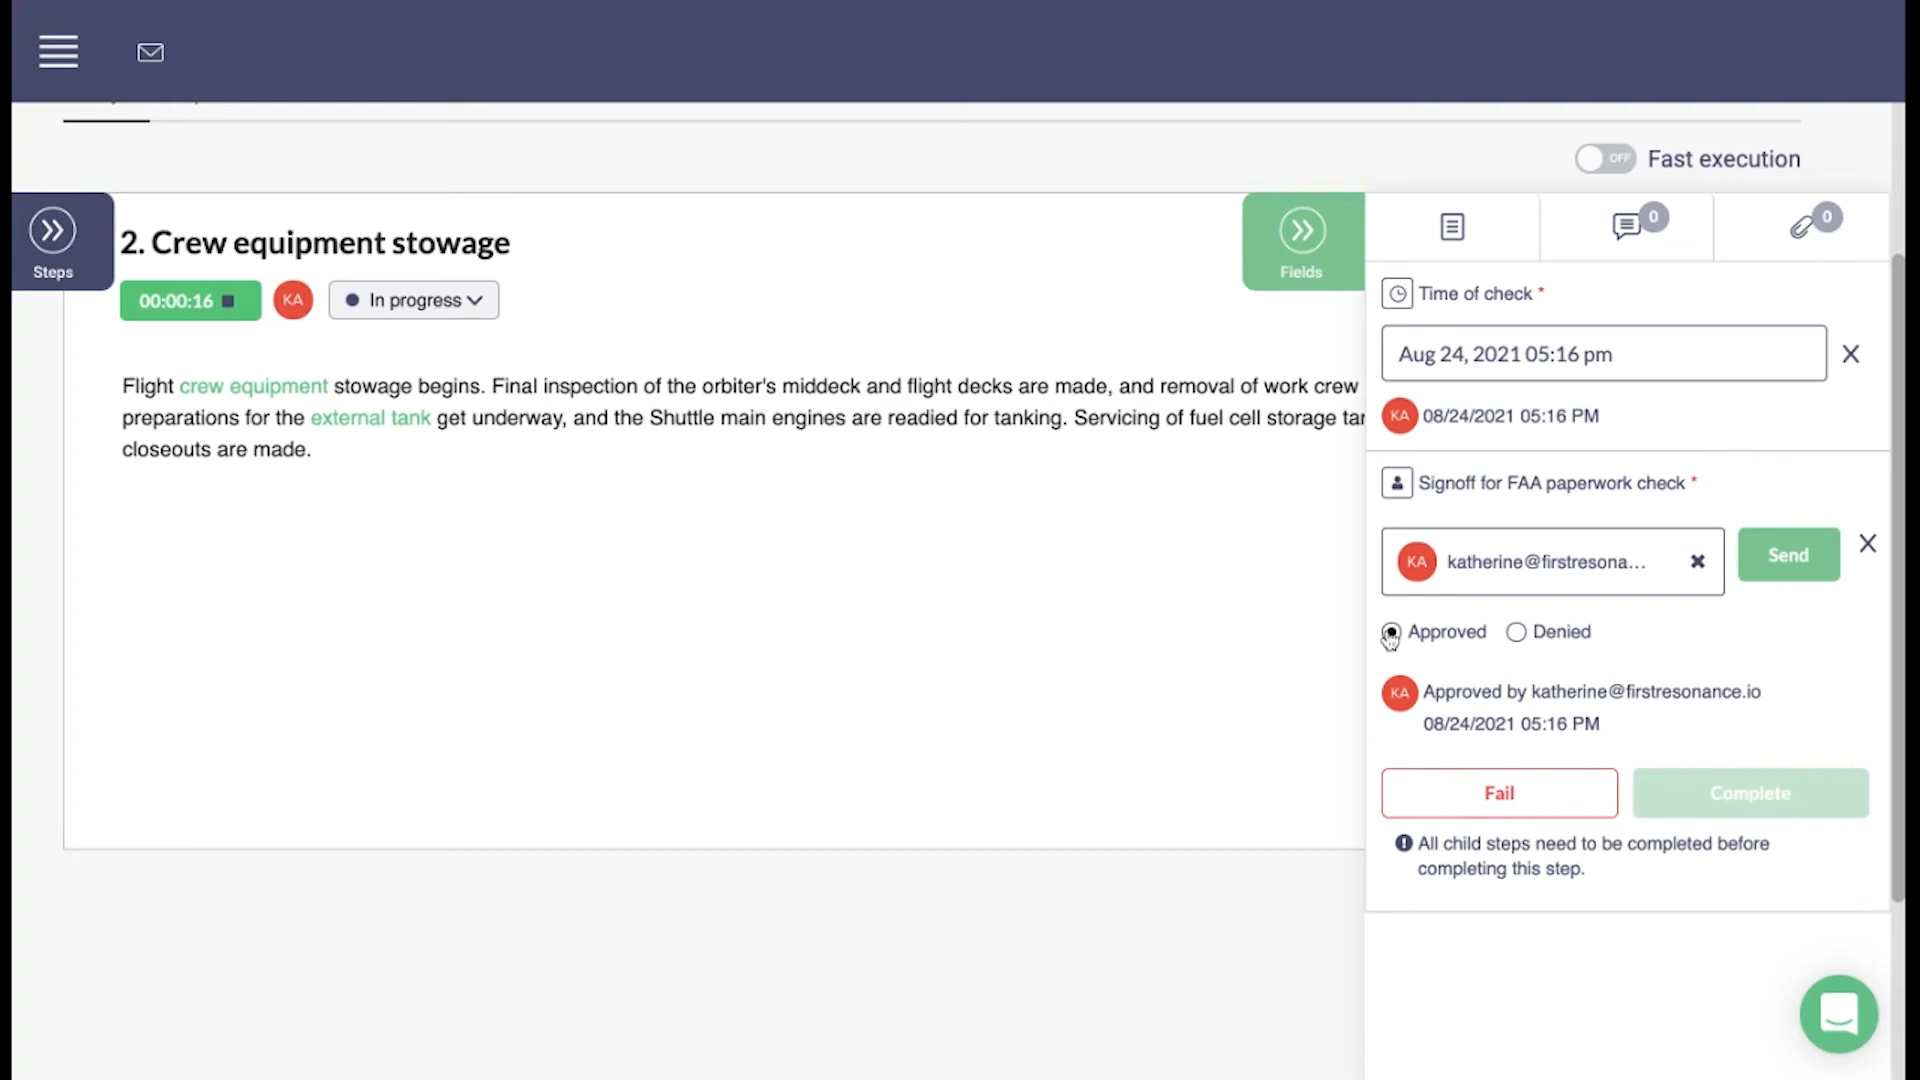 OFF Fast execution
Steps
2. Crew equipment stowage
00:00:16 KA In progress
Flight crew equipment stowage begins. Final inspection of the orbiter's middeck and flight decks are made, and removal of work crew
preparations for the external tank get underway, and the Shuttle main engines are readied for tanking. Servicing of fuel cell storage
closeouts are made.
Fields
0
0
Time of check *
Aug 24, 2021 05:16 pm
KA 08/24/2021 05:16 PM
Signoff for FAA paperwork check *
KA katherine@firstresona... Send
Approved Denied
KA Approved by katherine@firstresonance.io
08/24/2021 05:16 PM
Fail Complete
All child steps need to be completed before
completing this step.